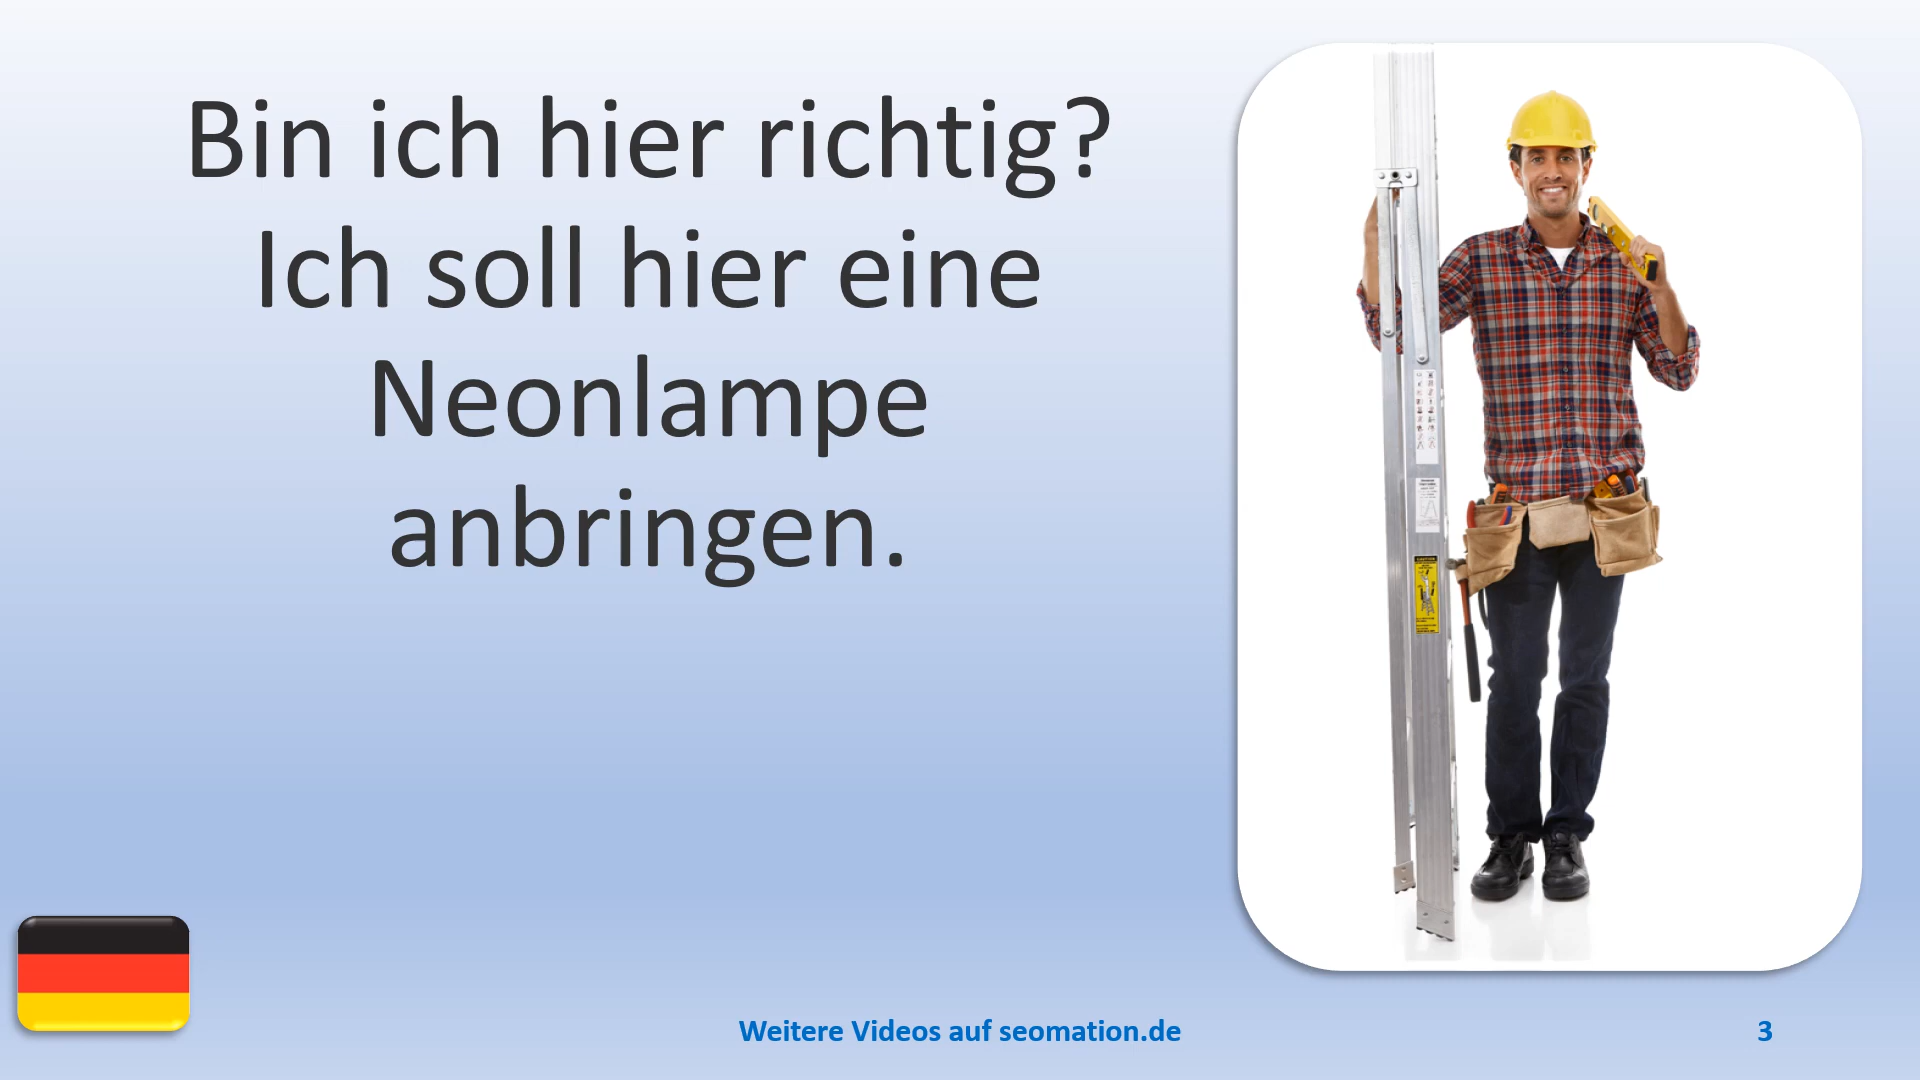 Bin ich hier richtig?
Ich soll hier eine
Neonlampe
anbringen.
Weitere Videos auf seomation.de
3